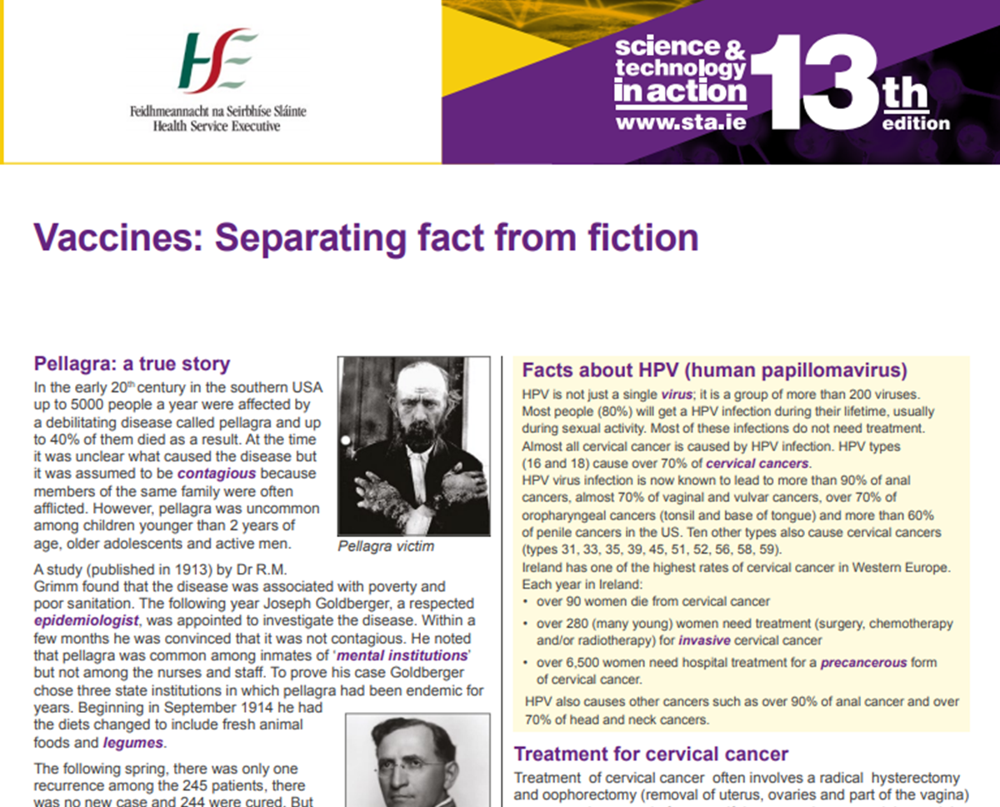 Feidhmeannacht na Seirbhíse Sláinte
Health Service Executive
science &
technology
in action
www.sta.ie
13th
edition
Vaccines: Separating fact from fiction
Pellagra: a true story
In the early 20th century in the southern USA
up to 5000 people a year were affected by
a debilitating disease called pellagra and up
to 40% of them died as a result. At the time
it was unclear what caused the disease but
it was assumed to be contagious because
members of the same family were often
afflicted. However, pellagra was uncommon
among children younger than 2 years of
age, older adolescents and active men.
Pellagra victim
A study (published in 1913) by Dr R.M.
Grimm found that the disease was associated with poverty and
poor sanitation. The following year Joseph Goldberger, a respected
epidemiologist, was appointed to investigate the disease. Within a
few months he was convinced that it was not contagious. He noted
that pellagra was common among inmates of ‘mental institutions’
but not among the nurses and staff. To prove his case Goldberger
chose three state institutions in which pellagra had been endemic for
years. Beginning in September 1914 he had
the diets changed to include fresh animal
foods and legumes.
The following spring, there was only one
recurrence among the 245 patients, there
was no new case and 244 were cured. But
Facts about HPV (human papillomavirus)
HPV is not just a single virus; it is a group of more than 200 viruses.
Most people (80%) will get a HPV infection during their lifetime, usually
during sexual activity. Most of these infections do not need treatment.
Almost all cervical cancer is caused by HPV infection. HPV types
(16 and 18) cause over 70% of cervical cancers.
HPV virus infection is now known to lead to more than 90% of anal
cancers, almost 70% of vaginal and vulvar cancers, over 70% of
oropharyngeal cancers (tonsil and base of tongue) and more than 60%
of penile cancers in the US. Ten other types also cause cervical cancers
(types 31, 33, 35, 39, 45, 51, 52, 56, 58, 59).
Ireland has one of the highest rates of cervical cancer in Western Europe.
Each year in Ireland:
• over 90 women die from cervical cancer
• over 280 (many young) women need treatment (surgery, chemotherapy
and/or radiotherapy) for invasive cervical cancer
• over 6,500 women need hospital treatment for a precancerous form
of cervical cancer.
HPV also causes other cancers such as over 90% of anal cancer and over
70% of head and neck cancers.
Treatment for cervical cancer
Treatment of cervical cancer often involves a radical hysterectomy
and oophorectomy (removal of uterus, ovaries and part of the vagina)